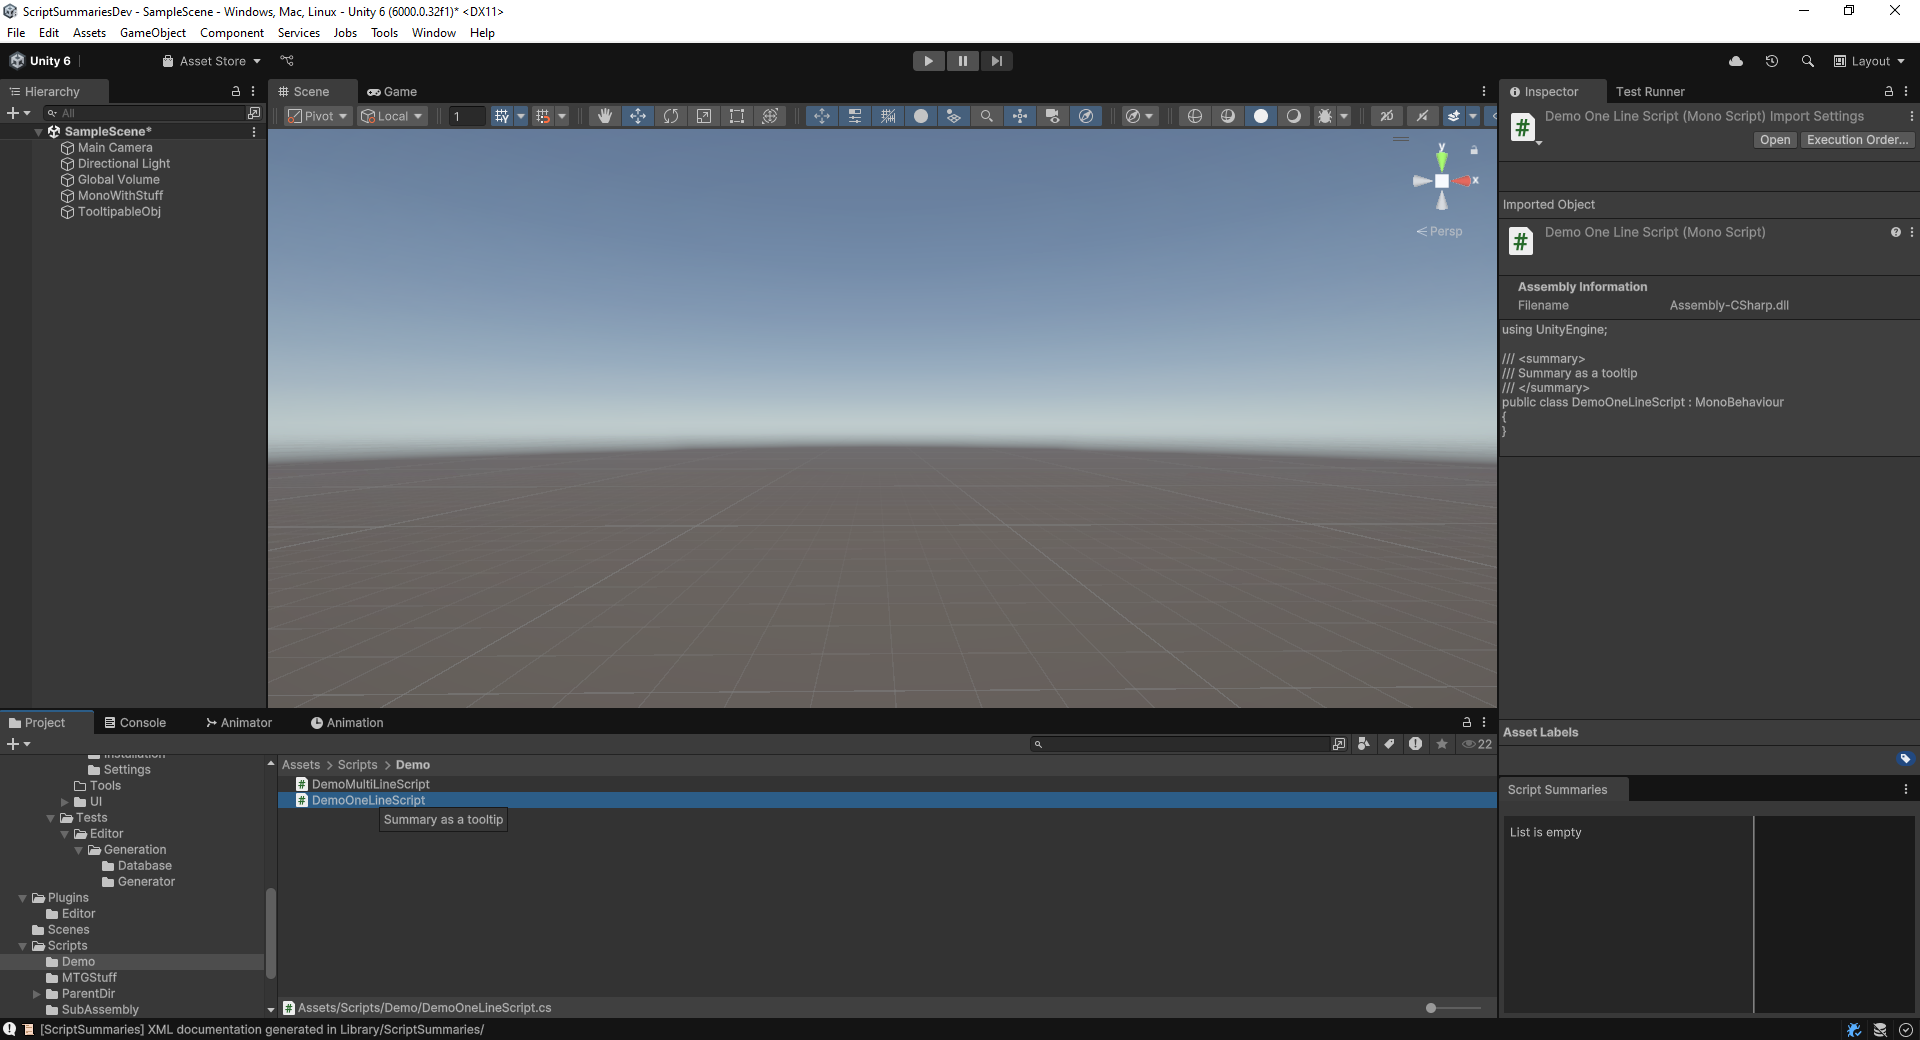 ScriptSummariesDev - SampleScene - Windows, Mac, Linux - Unity 6 (6000.0.32f1)* <DX11>
File Edit Assets GameObject Component Services Jobs Tools Window Help
Unity 6 Asset Store Layout
Hierarchy
All
SampleScene*
Main Camera
Directional Light
Global Volume
MonoWithStuff
TooltipableObj
Scene Game
Pivot Local 1 2D
y
x
Persp
Inspector Test Runner
Demo One Line Script (Mono Script) Import Settings
Open Execution Order...
Imported Object
Demo One Line Script (Mono Script)
Assembly Information
Filename Assembly-CSharp.dll
using UnityEngine;
/// <summary>
/// Summary as a tooltip
/// </summary>
public class DemoOneLineScript : MonoBehaviour
{
}
Asset Labels
Script Summaries
List is empty
Project Console Animator Animation
22
Installation
Settings
Tools
UI
Tests
Editor
Generation
Database
Generator
Plugins
Editor
Scenes
Scripts
Demo
MTGStuff
ParentDir
SubAssembly
Assets > Scripts > Demo
DemoMultiLineScript
DemoOneLineScript
Summary as a tooltip
Assets/Scripts/Demo/DemoOneLineScript.cs
[ScriptSummaries] XML documentation generated in Library/ScriptSummaries/